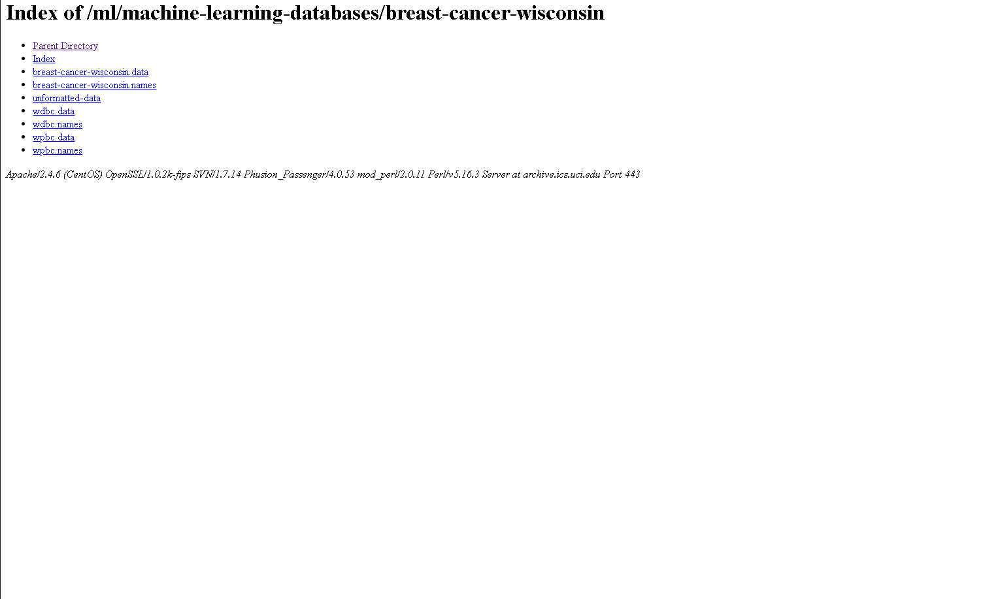 Index of /ml/machine-learning-databases/breast-cancer-wisconsin
Parent Directory
Index
breast-cancer-wisconsin.data
breast-cancer-wisconsin.names
unformatted-data
wdbc.data
wdbc.names
wpbc.data
wpbc.names
Apache/2.4.6 (CentOS) OpenSSL/1.0.2k-fips SVN/1.7.14 Phusion_Passenger/4.0.53 mod_perl/2.0.11 Perl/v5.16.3 Server at archive.ics.uci.edu Port 443